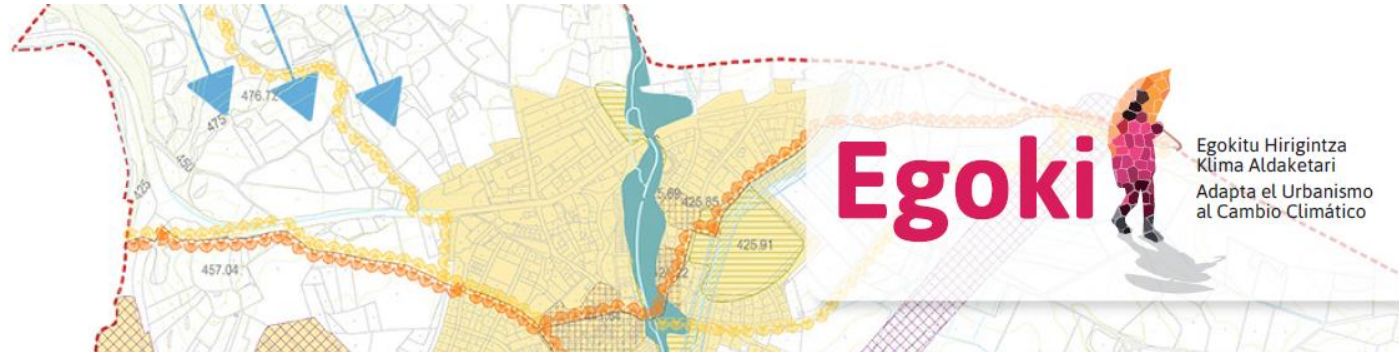 476.72
475
450
425
457.04
425.85
425.91
Egoki
Egokitu Hirigintza
Klima Aldaketari
Adapta el Urbanismo
al Cambio Climático